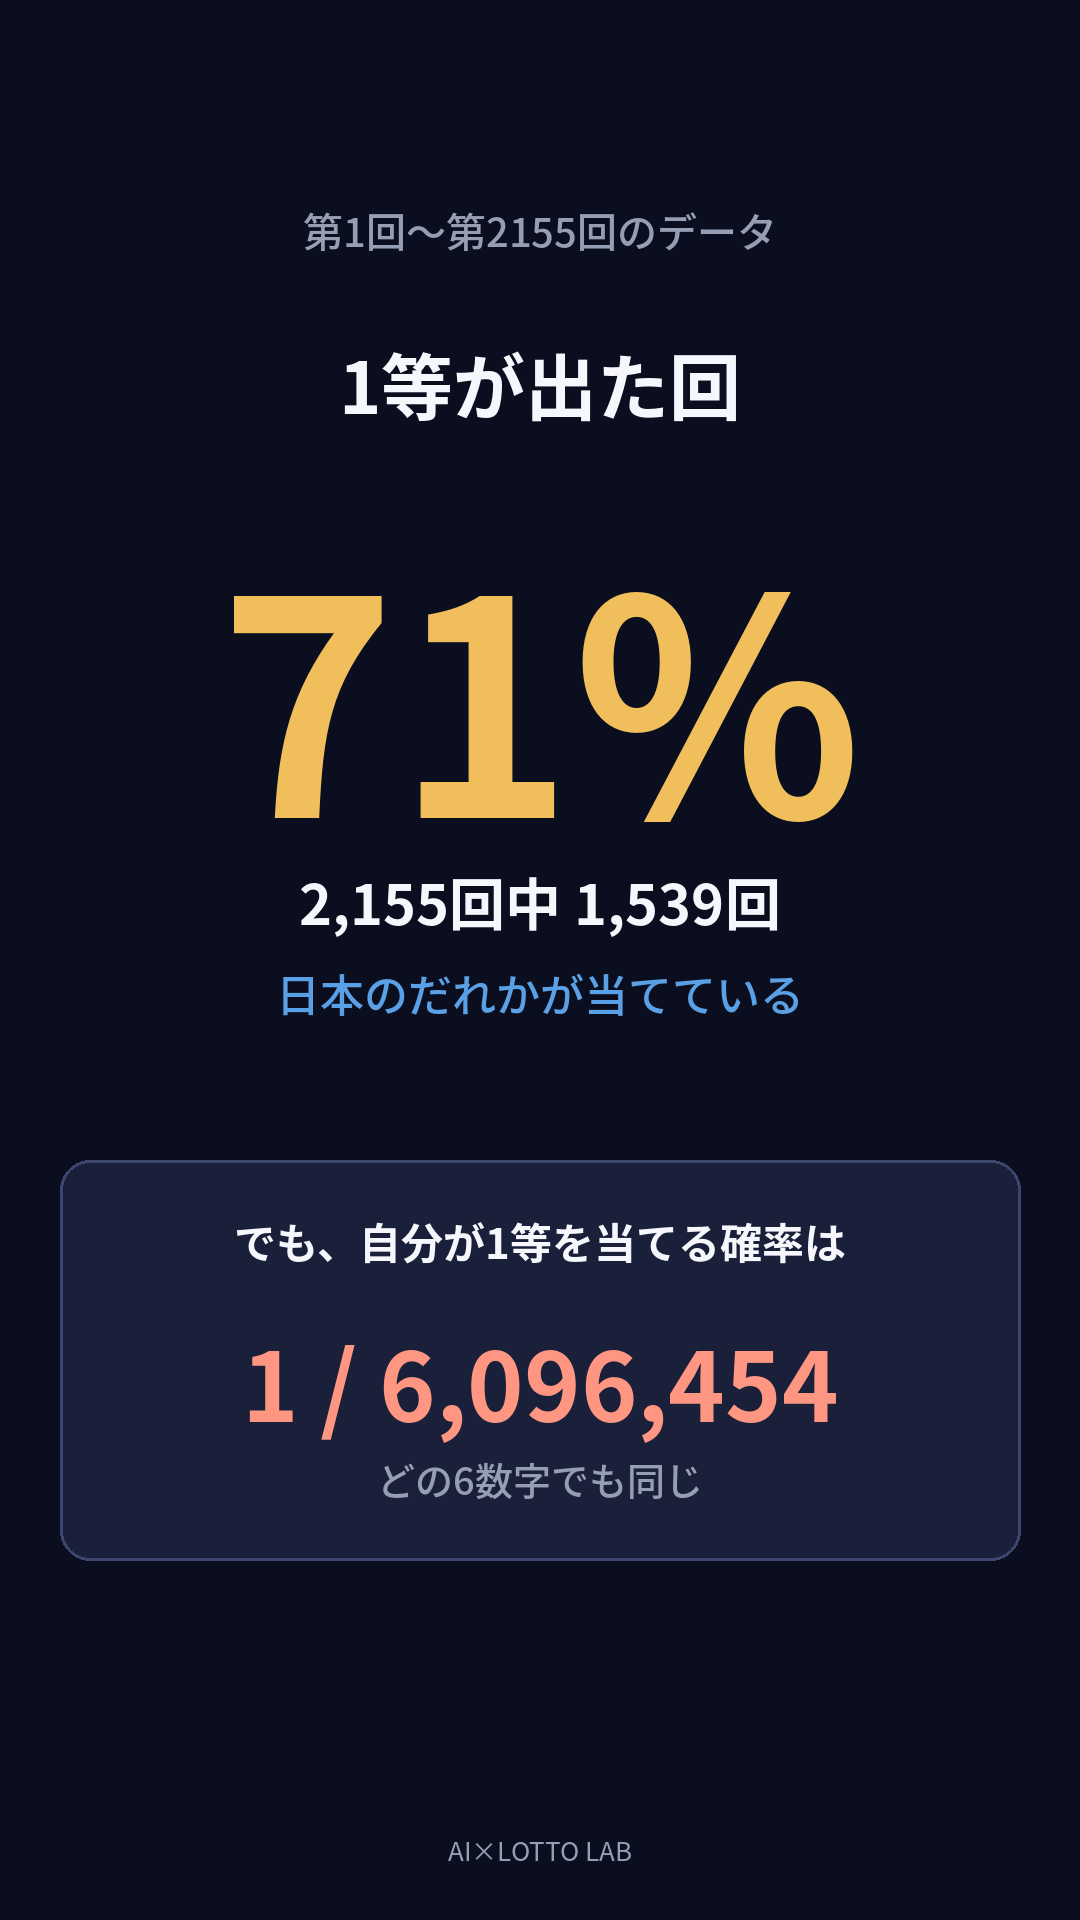 第1回〜第2155回のデータ
1等が出た回
71%
2,155回中 1,539回
日本のだれかが当てている
でも、自分が1等を当てる確率は
1 / 6,096,454
どの6数字でも同じ
AI×LOTTO LAB